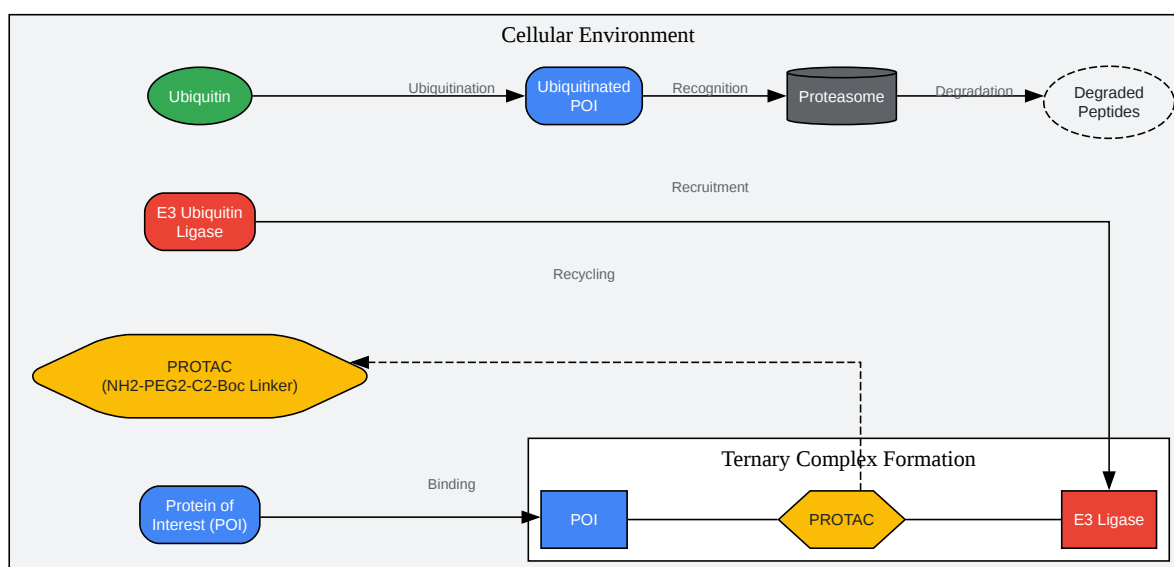 Cellular Environment
Ubiquitin
Ubiquitination
Ubiquitinated
POI
Recognition
Proteasome
Degradation
Degraded
Peptides
Recruitment
E3 Ubiquitin
Ligase
Recycling
PROTAC
(NH2-PEG2-C2-Boc Linker)
Ternary Complex Formation
Binding
Protein of
Interest (POI)
POI
PROTAC
E3 Ligase